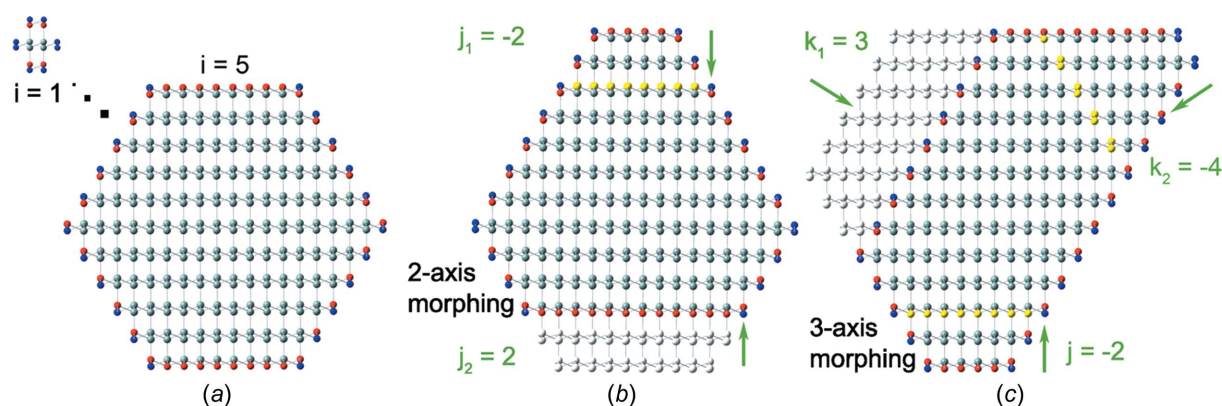 i = 1
i = 5
(a)
j₁ = -2
2-axis
morphing
j₂ = 2
(b)
k₁ = 3
k₂ = -4
3-axis
morphing
j = -2
(c)